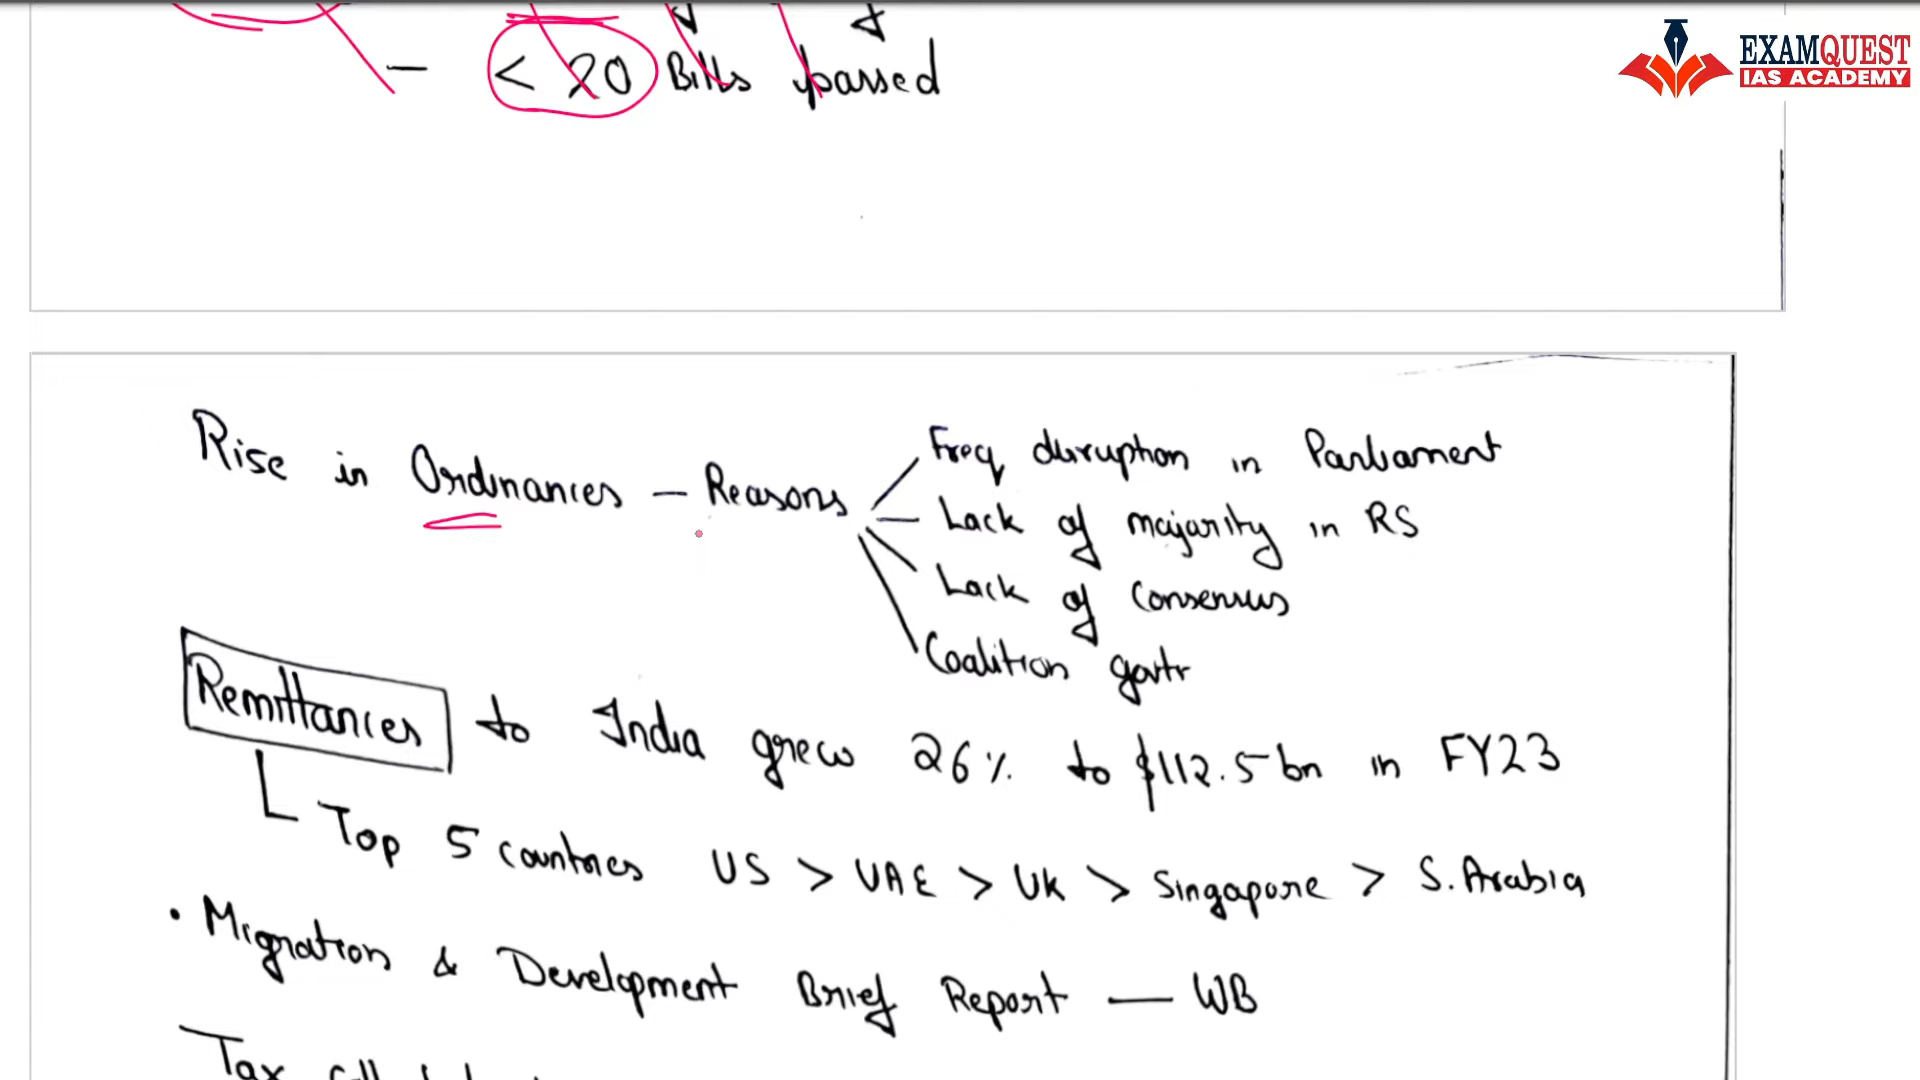 EXAMQUEST
IAS ACADEMY
— < 20 Bills passed
Rise in Ordinances — Reasons
Freq disruption in Parliament
Lack of majority in RS
Lack of consensus
Coalition govtr
Remittances to India grew 26% to $112.5 bn in FY23
Top 5 countries US > UAE > UK > Singapore > S. Arabia
• Migration & Development Brief Report — WB
Tax